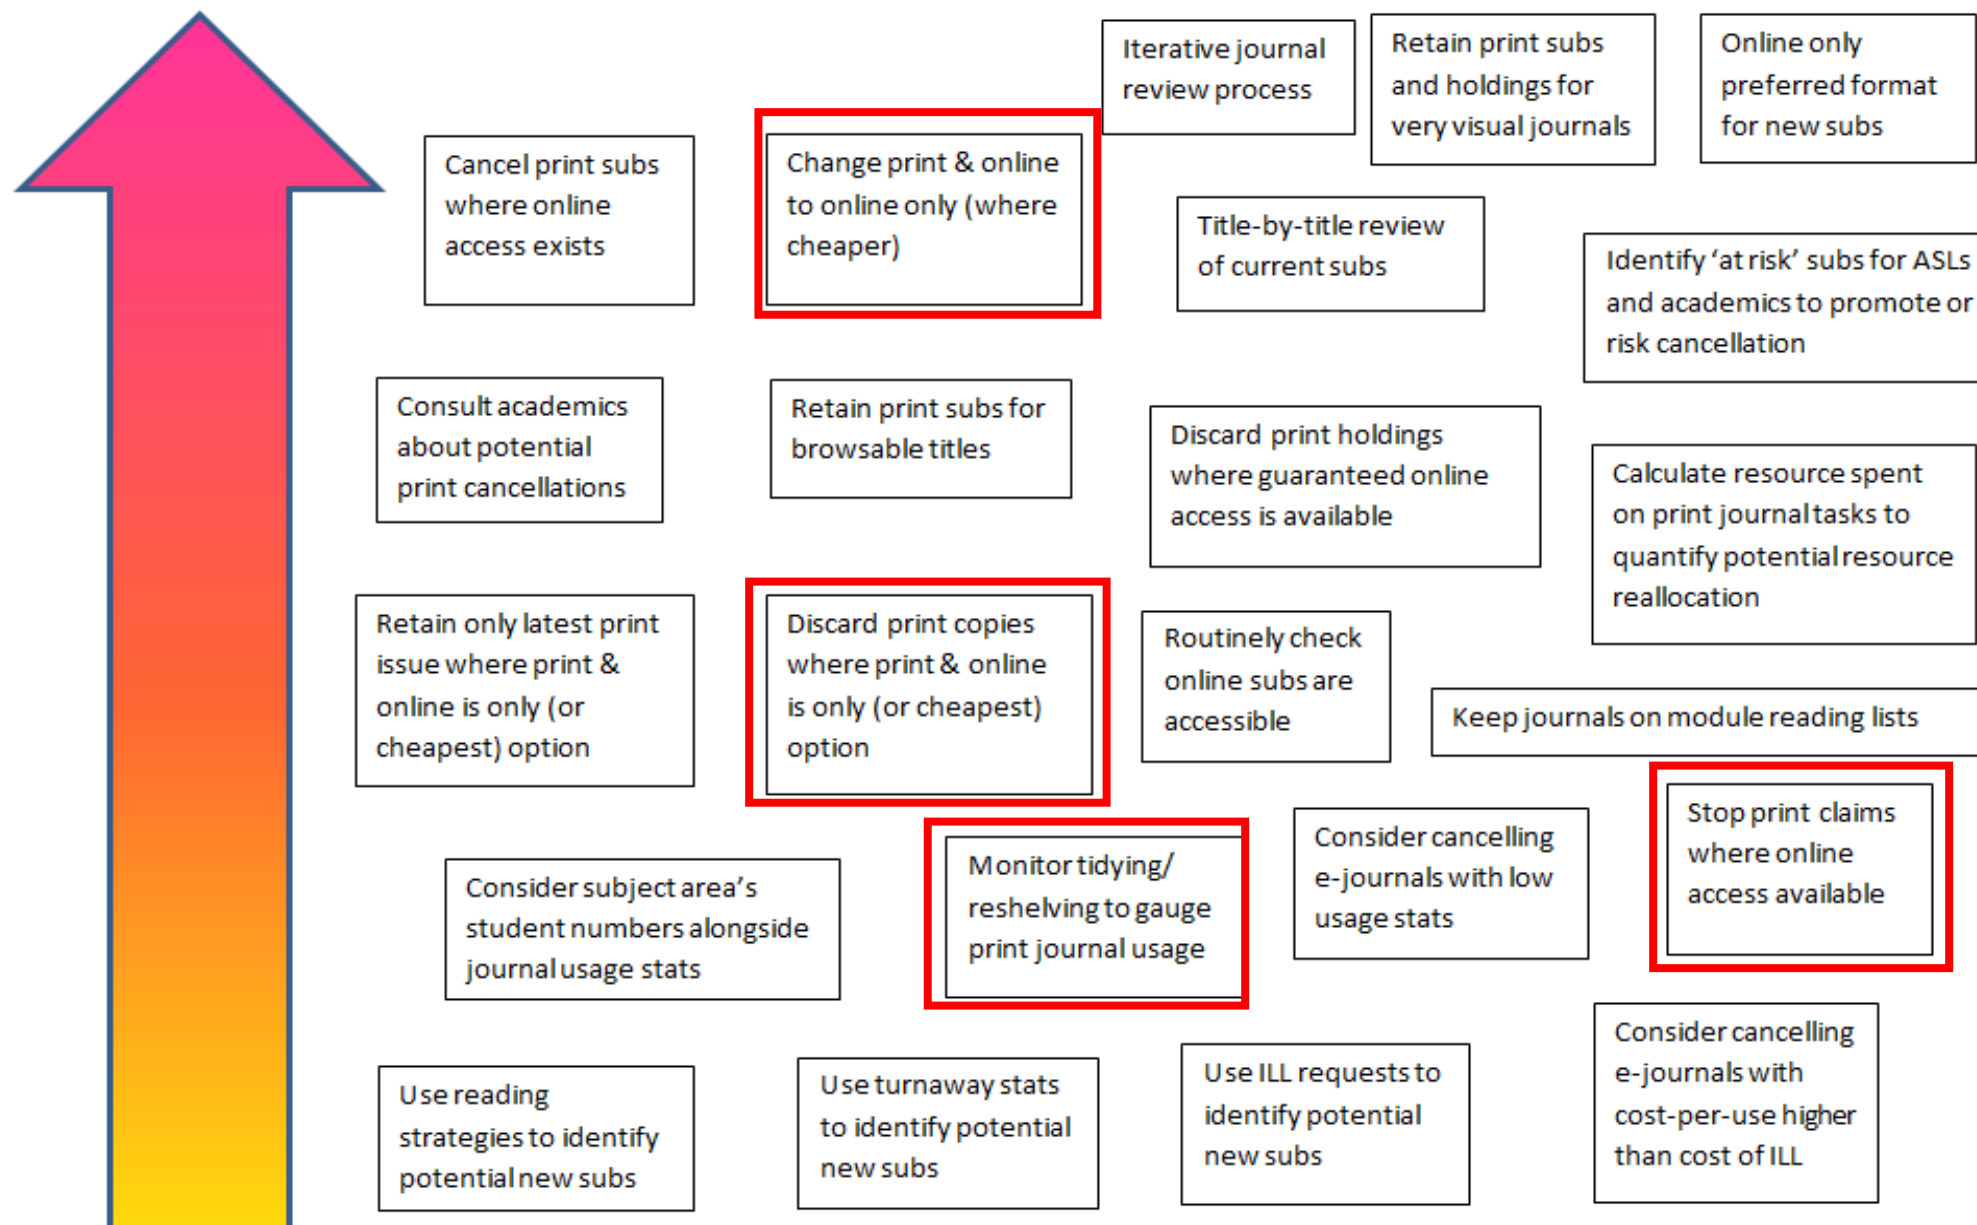 Iterative journal
review process
Retain print subs
and holdings for
very visual journals
Online only
preferred format
for new subs
Cancel print subs
where online
access exists
Change print & online
to online only (where
cheaper)
Title-by-title review
of current subs
Identify ‘at risk’ subs for ASLs
and academics to promote or
risk cancellation
Consult academics
about potential
print cancellations
Retain print subs for
browsable titles
Discard print holdings
where guaranteed online
access is available
Calculate resource spent
on print journal tasks to
quantify potential resource
reallocation
Retain only latest print
issue where print &
online is only (or
cheapest) option
Discard print copies
where print & online
is only (or cheapest)
option
Routinely check
online subs are
accessible
Keep journals on module reading lists
Consider subject area’s
student numbers alongside
journal usage stats
Monitor tidying/
reshelving to gauge
print journal usage
Consider cancelling
e-journals with low
usage stats
Stop print claims
where online
access available
Use reading
strategies to identify
potential new subs
Use turnaway stats
to identify potential
new subs
Use ILL requests to
identify potential
new subs
Consider cancelling
e-journals with
cost-per-use higher
than cost of ILL